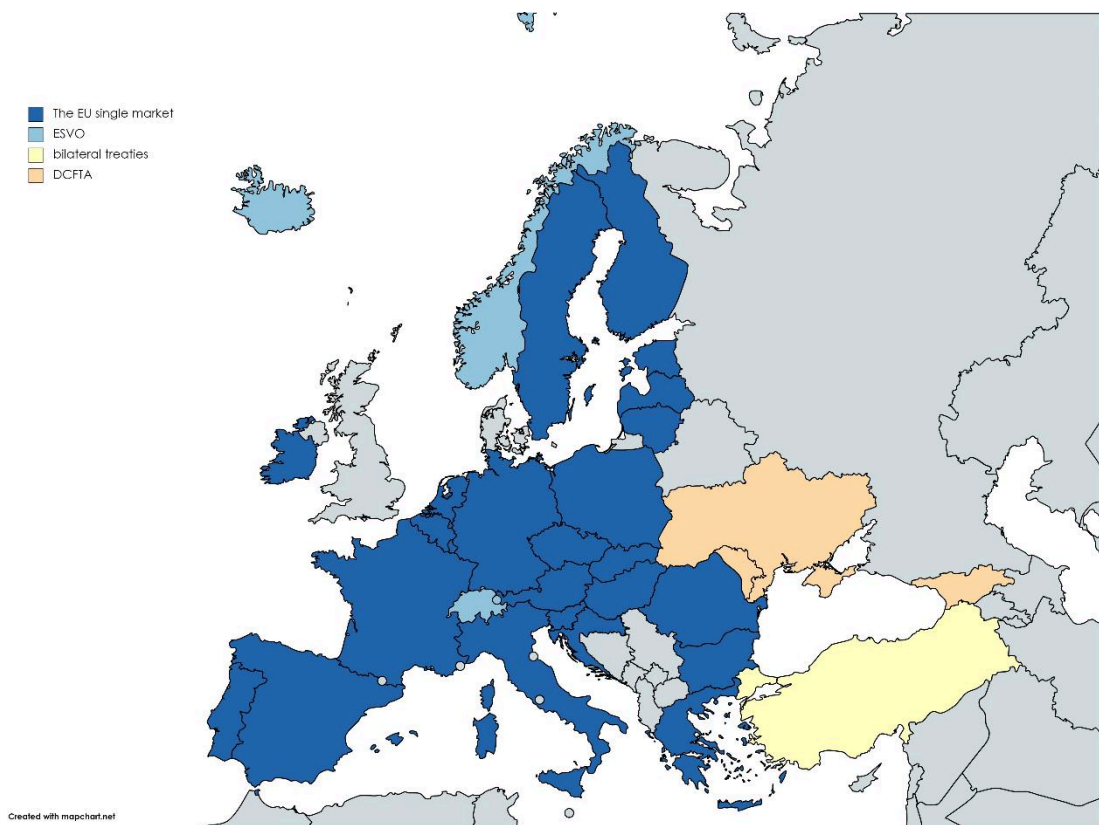 The EU single market
ESVO
bilateral treaties
DCFTA
Created with mapchart.net